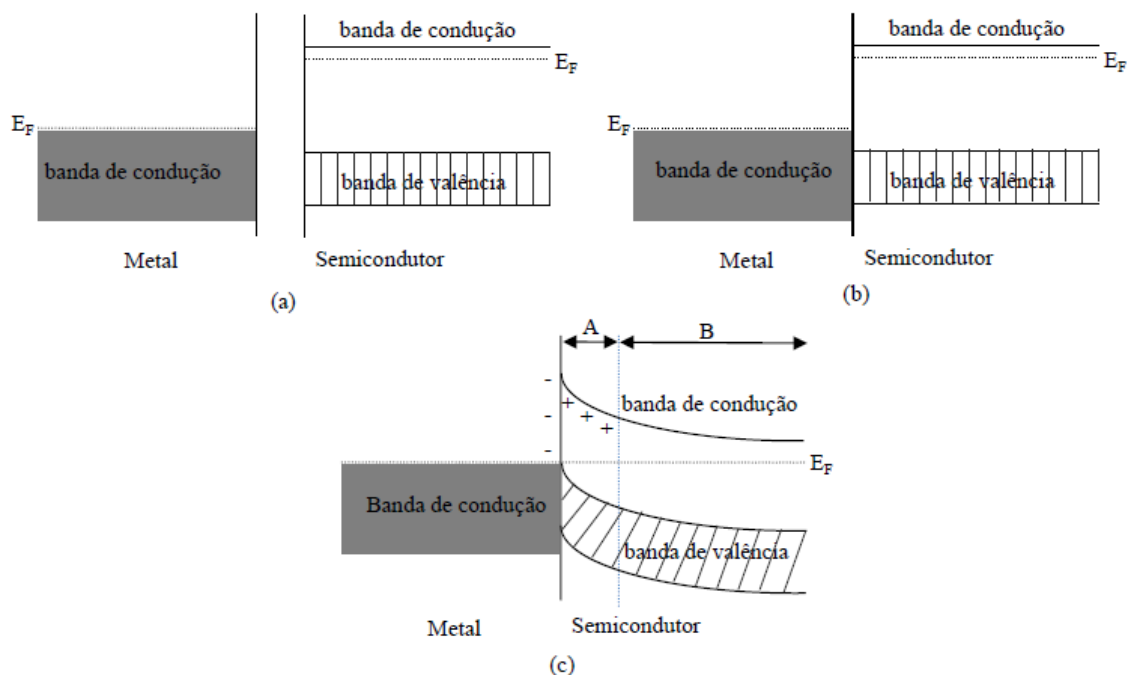 banda de condução
E_F
E_F
banda de condução
banda de valência
Metal
Semicondutor
(a)
banda de condução
E_F
E_F
banda de condução
banda de valência
Metal
Semicondutor
(b)
A
B
-
-
-
+
+
+
banda de condução
E_F
Banda de condução
banda de valência
Metal
Semicondutor
(c)